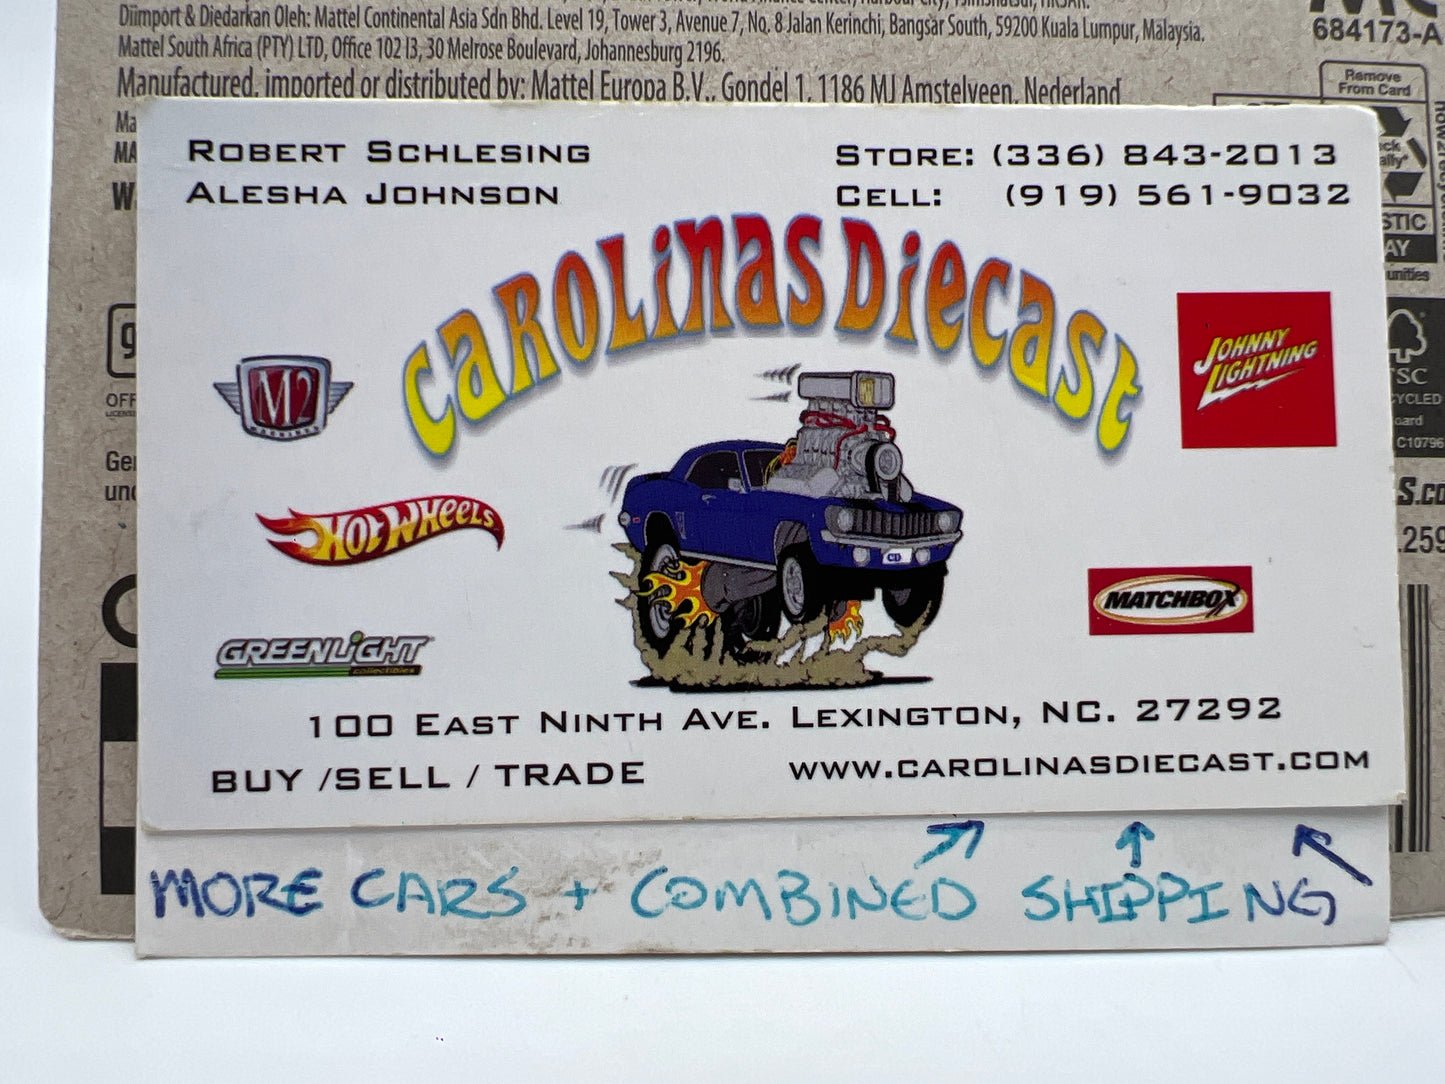 Diimport & Diedarkan Oleh: Mattel Continental Asia Sdn Bhd. Level 19, Tower 3, Avenue 7, No. 8 Jalan Kerinchi, Bangsar South, 59200 Kuala Lumpur, Malaysia.
Mattel South Africa (PTY) LTD, Office 102 I3, 30 Melrose Boulevard, Johannesburg 2196.
Manufactured, imported or distributed by: Mattel Europa B.V., Gondel 1, 1186 MJ Amstelveen, Nederland
684173-A
Remove
From Card
ROBERT SCHLESING
ALESHA JOHNSON
STORE: (336) 843-2013
CELL: (919) 561-9032
CAROLINAS DIECAST
M2
MACHINES
JOHNNY
LIGHTNING
HOT WHEELS
MATCHBOX
GREENLIGHT
collectibles
100 EAST NINTH AVE. LEXINGTON, NC. 27292
BUY /SELL / TRADE
WWW.CAROLINASDIECAST.COM
MORE CARS + COMBINED SHIPPING